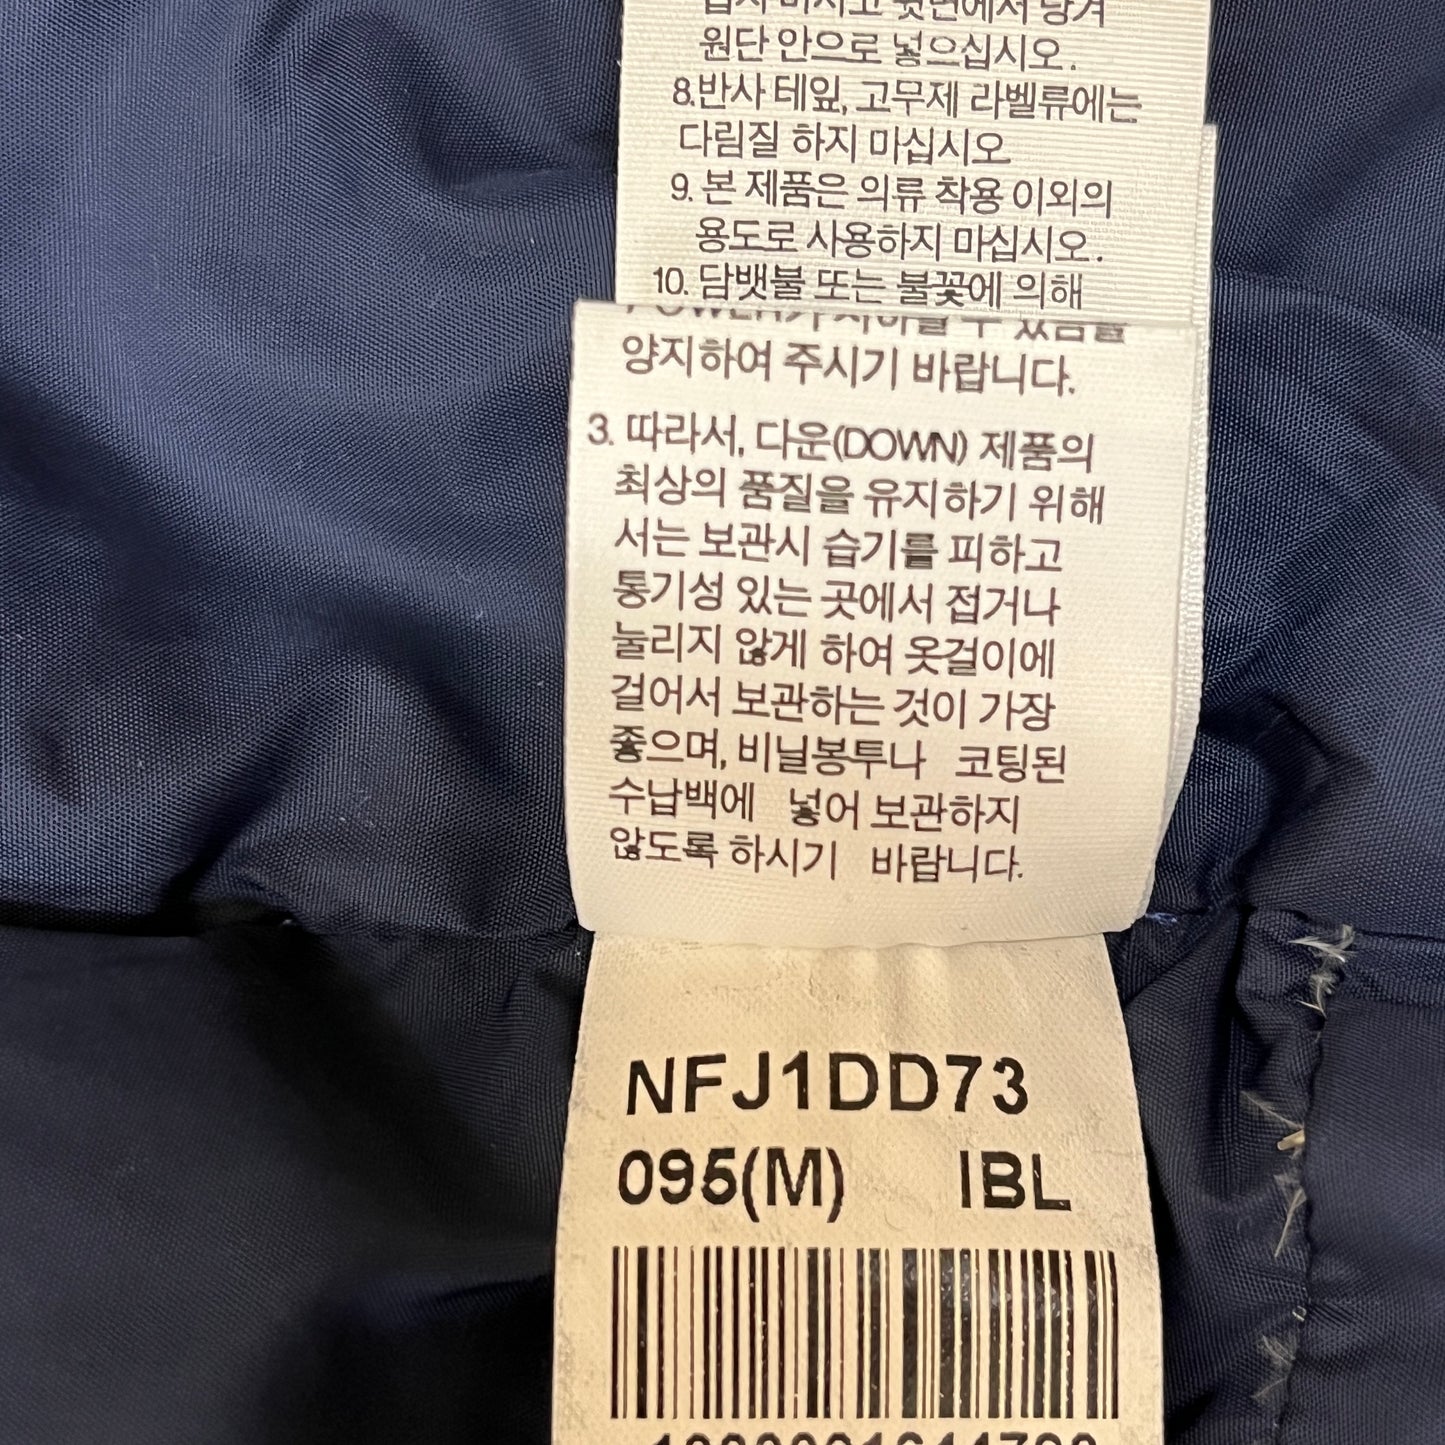 원단 안으로 넣으십시오.
8.반사 테잎, 고무제 라벨류에는
다림질 하지 마십시오
9. 본 제품은 의류 착용 이외의
용도로 사용하지 마십시오.
10. 담뱃불 또는 불꽃에 의해
양지하여 주시기 바랍니다.
3. 따라서, 다운(DOWN) 제품의
최상의 품질을 유지하기 위해
서는 보관시 습기를 피하고
통기성 있는 곳에서 접거나
눌리지 않게 하여 옷걸이에
걸어서 보관하는 것이 가장
좋으며, 비닐봉투나 코팅된
수납백에 넣어 보관하지
않도록 하시기 바랍니다.
NFJ1DD73
095(M) IBL